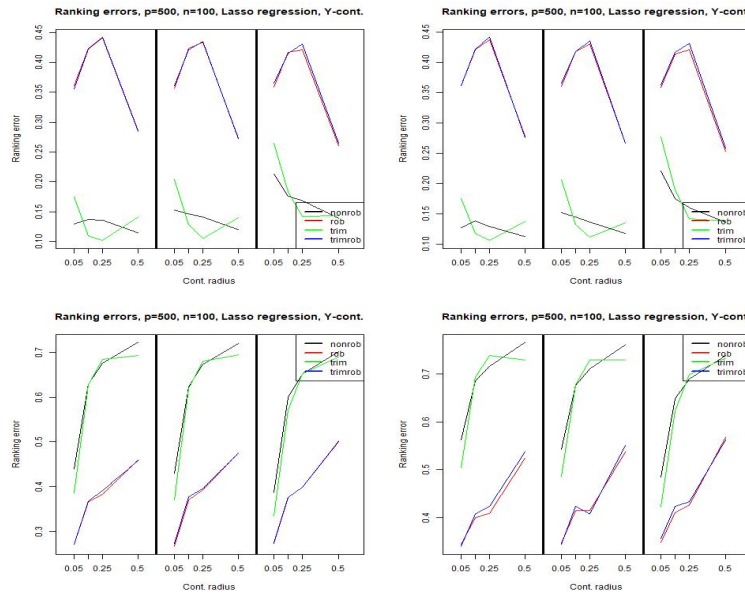 Ranking errors, p=500, n=100, Lasso regression, Y-cont.
Ranking error
0.10 0.15 0.20 0.25 0.30 0.35 0.40 0.45
nonrob
rob
trim
trimrob
0.05 0.25 0.5 0.05 0.25 0.5 0.05 0.25 0.5
Cont. radius
Ranking errors, p=500, n=100, Lasso regression, Y-cont.
Ranking error
0.10 0.15 0.20 0.25 0.30 0.35 0.40 0.45
nonrob
rob
trim
trimrob
0.05 0.25 0.5 0.05 0.25 0.5 0.05 0.25 0.5
Cont. radius
Ranking errors, p=500, n=100, Lasso regression, Y-cont.
Ranking error
0.3 0.4 0.5 0.6 0.7
nonrob
rob
trim
trimrob
0.05 0.25 0.5 0.05 0.25 0.5 0.05 0.25 0.5
Cont. radius
Ranking errors, p=500, n=100, Lasso regression, Y-cont.
Ranking error
0.4 0.5 0.6 0.7
nonrob
rob
trim
trimrob
0.05 0.25 0.5 0.05 0.25 0.5 0.05 0.25 0.5
Cont. radius